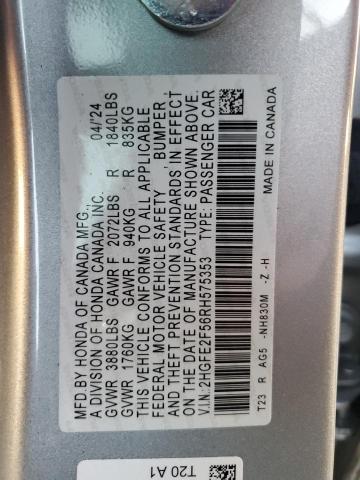 MFD BY HONDA OF CANADA MFG.,
A DIVISION OF HONDA CANADA INC. 04/'24
GVWR 3880LBS GAWR F 2072LBS R 1840LBS
GVWR 1760KG GAWR F 940KG R 835KG
THIS VEHICLE CONFORMS TO ALL APPLICABLE
FEDERAL MOTOR VEHICLE SAFETY, BUMPER,
AND THEFT PREVENTION STANDARDS IN EFFECT
ON THE DATE OF MANUFACTURE SHOWN ABOVE.
V.I.N: 2HGFE2F56RH575353 TYPE: PASSENGER CAR
T23 R AG5 -NH830M -Z -H -MADE IN CANADA
T20 A1